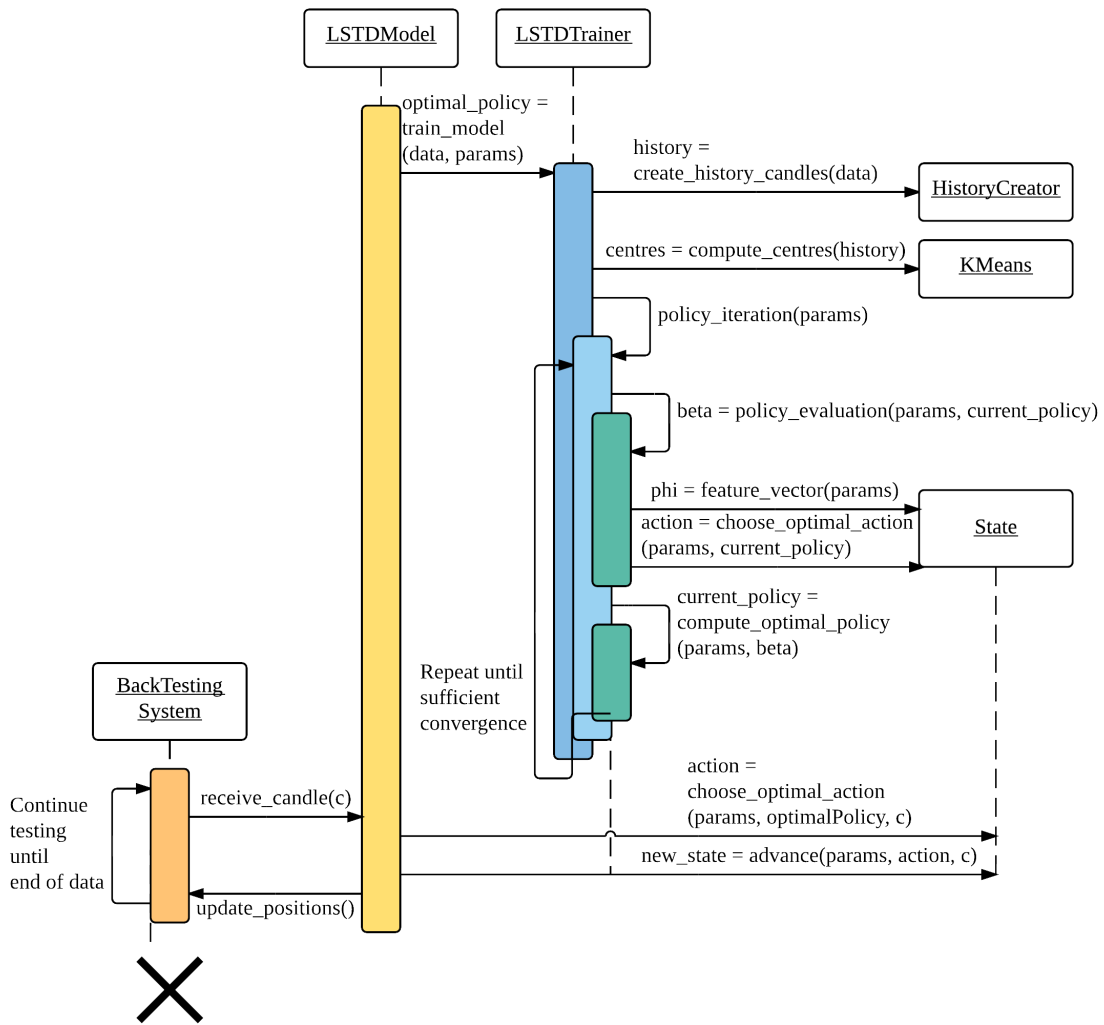 LSTDModel
LSTDTrainer
optimal_policy =
train_model
(data, params)
history =
create_history_candles(data)
HistoryCreator
centres = compute_centres(history)
KMeans
policy_iteration(params)
beta = policy_evaluation(params, current_policy)
phi = feature_vector(params)
action = choose_optimal_action
(params, current_policy)
State
current_policy =
compute_optimal_policy
(params, beta)
Repeat until
sufficient
convergence
BackTesting
System
action =
choose_optimal_action
(params, optimalPolicy, c)
Continue
testing
until
end of data
receive_candle(c)
new_state = advance(params, action, c)
update_positions()